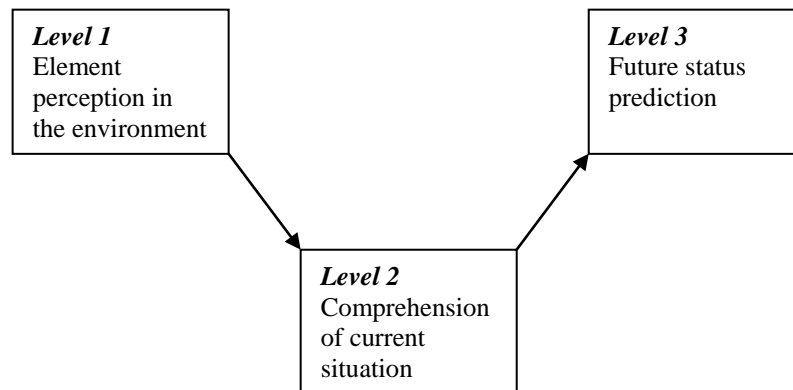 Level 1
Element
perception in
the environment
Level 2
Comprehension
of current
situation
Level 3
Future status
prediction